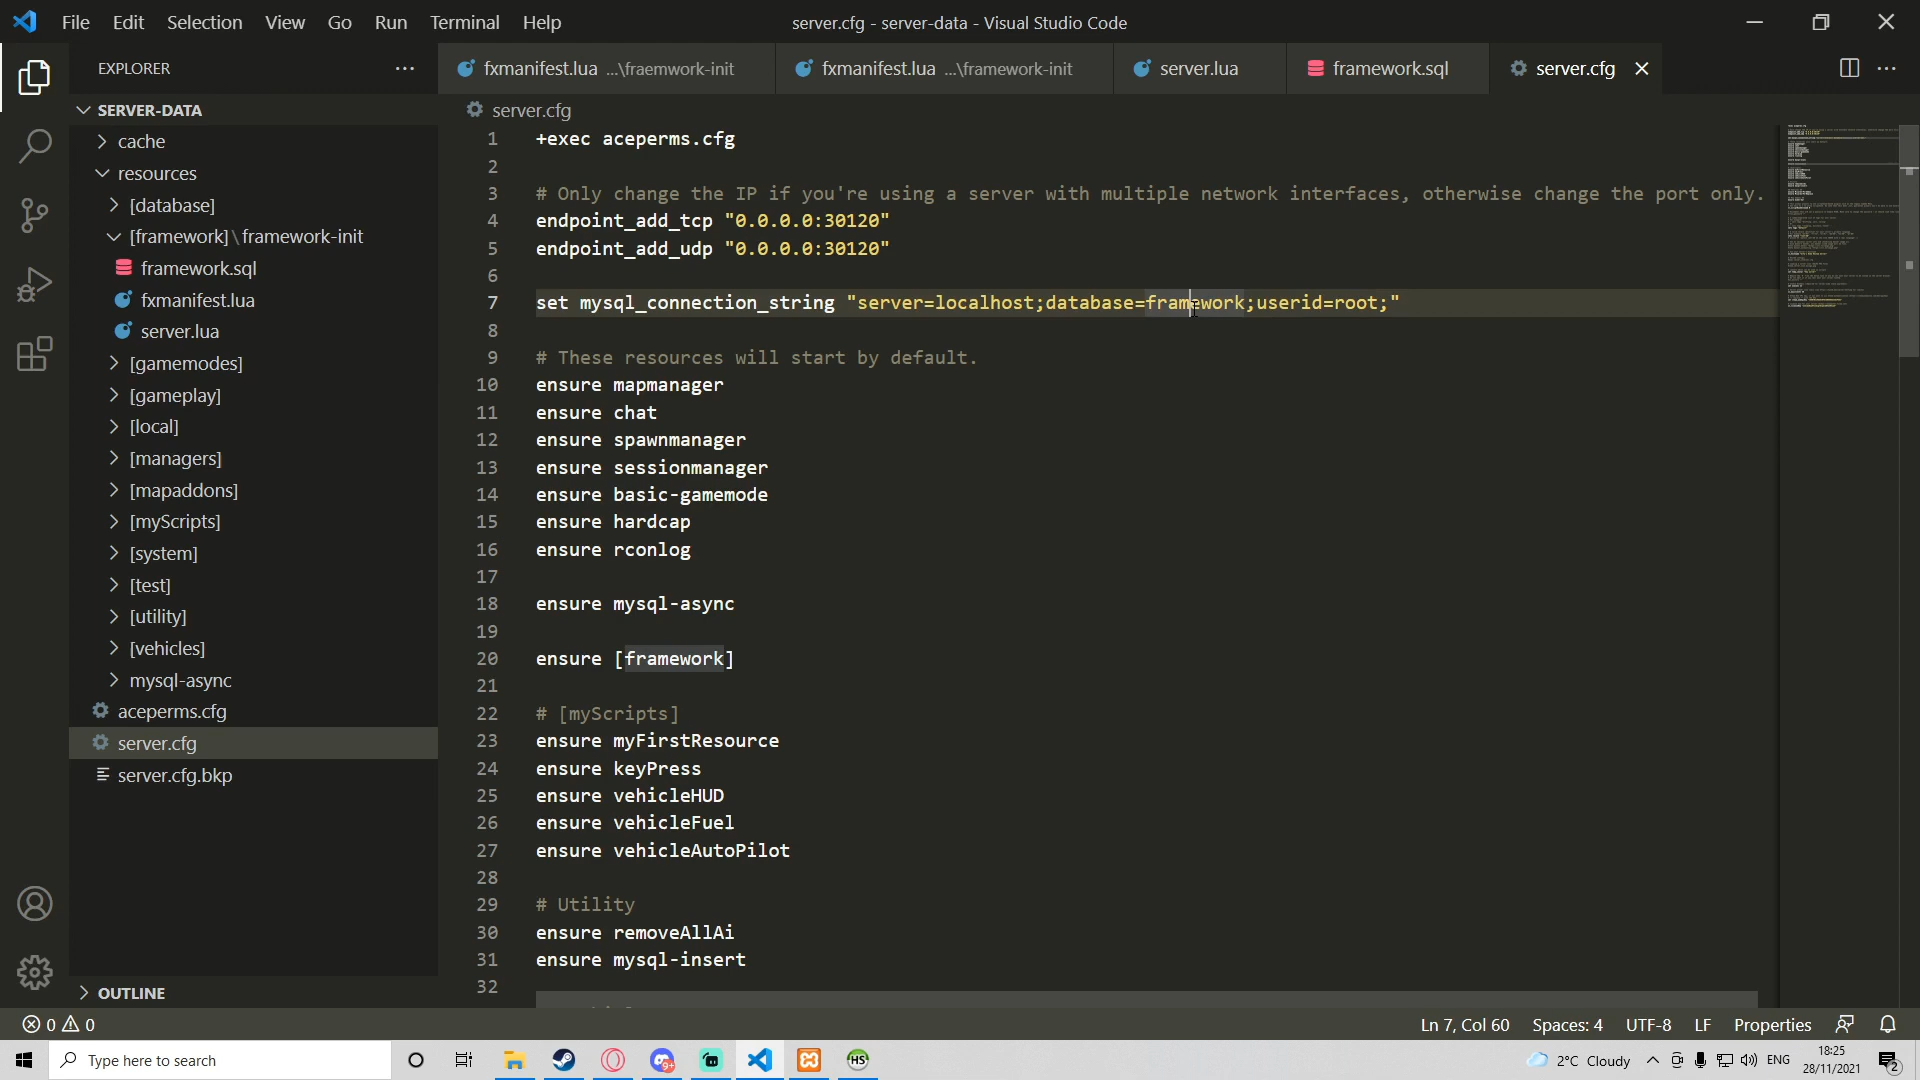 File Edit Selection View Go Run Terminal Help
server.cfg - server-data - Visual Studio Code
EXPLORER
fxmanifest.lua ...\fraemwork-init
fxmanifest.lua ...\framework-init
server.lua
framework.sql
server.cfg
SERVER-DATA
cache
resources
[database]
[framework]\framework-init
framework.sql
fxmanifest.lua
server.lua
[gamemodes]
[gameplay]
[local]
[managers]
[mapaddons]
[myScripts]
[system]
[test]
[utility]
[vehicles]
mysql-async
aceperms.cfg
server.cfg
server.cfg.bkp
OUTLINE
server.cfg
1 +exec aceperms.cfg
2
3 # Only change the IP if you're using a server with multiple network interfaces, otherwise change the port only.
4 endpoint_add_tcp "0.0.0.0:30120"
5 endpoint_add_udp "0.0.0.0:30120"
6
7 set mysql_connection_string "server=localhost;database=framework;userid=root;"
8
9 # These resources will start by default.
10 ensure mapmanager
11 ensure chat
12 ensure spawnmanager
13 ensure sessionmanager
14 ensure basic-gamemode
15 ensure hardcap
16 ensure rconlog
17
18 ensure mysql-async
19
20 ensure [framework]
21
22 # [myScripts]
23 ensure myFirstResource
24 ensure keyPress
25 ensure vehicleHUD
26 ensure vehicleFuel
27 ensure vehicleAutoPilot
28
29 # Utility
30 ensure removeAllAi
31 ensure mysql-insert
32
0 0
Ln 7, Col 60 Spaces: 4 UTF-8 LF Properties
Type here to search
9+
HS
2°C Cloudy
ENG
18:25
28/11/2021
2